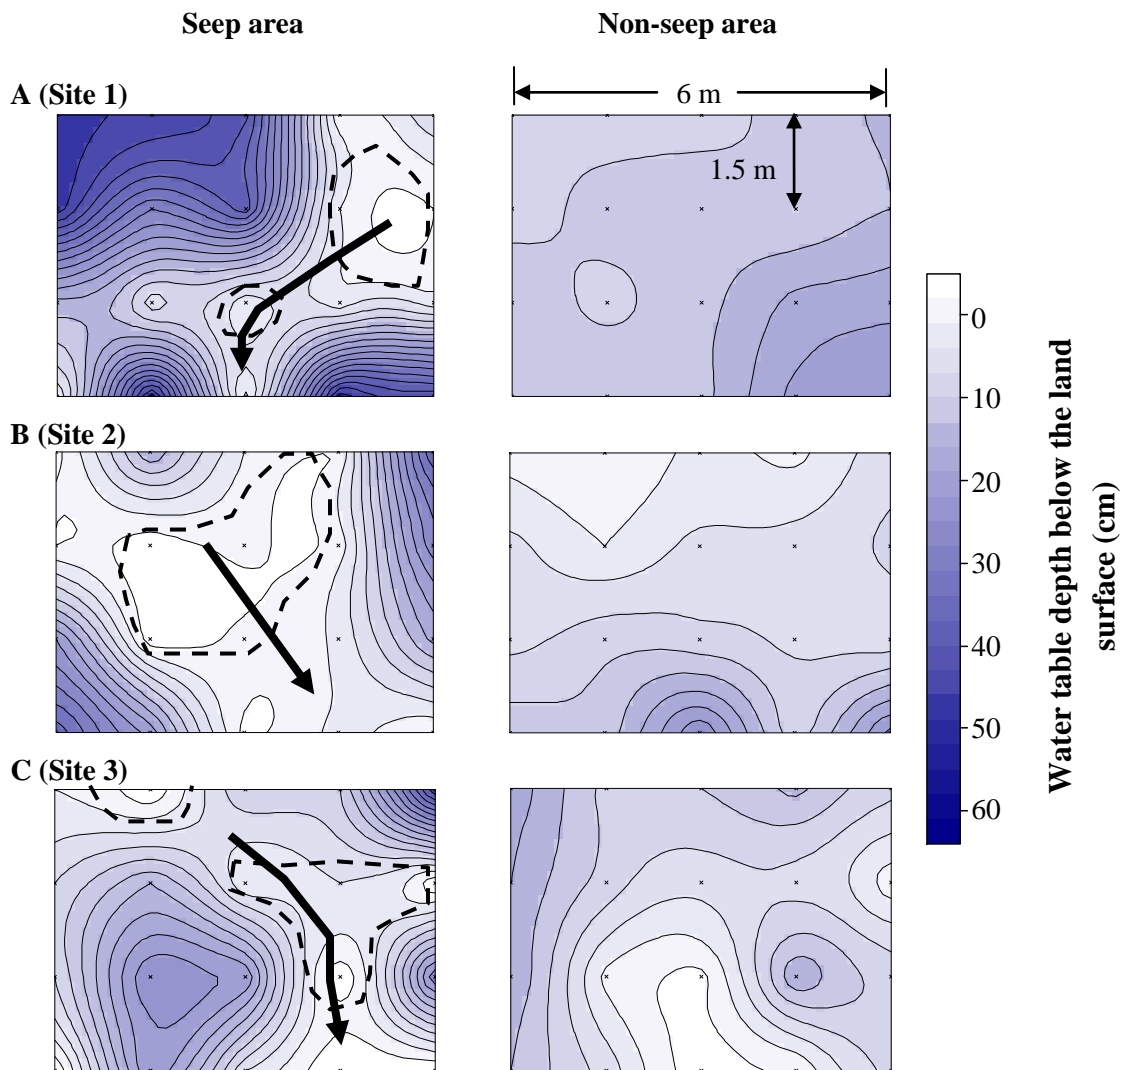 Seep area
Non-seep area
A (Site 1)
6 m
1.5 m
B (Site 2)
C (Site 3)
0
10
20
30
40
50
60
Water table depth below the land
surface (cm)